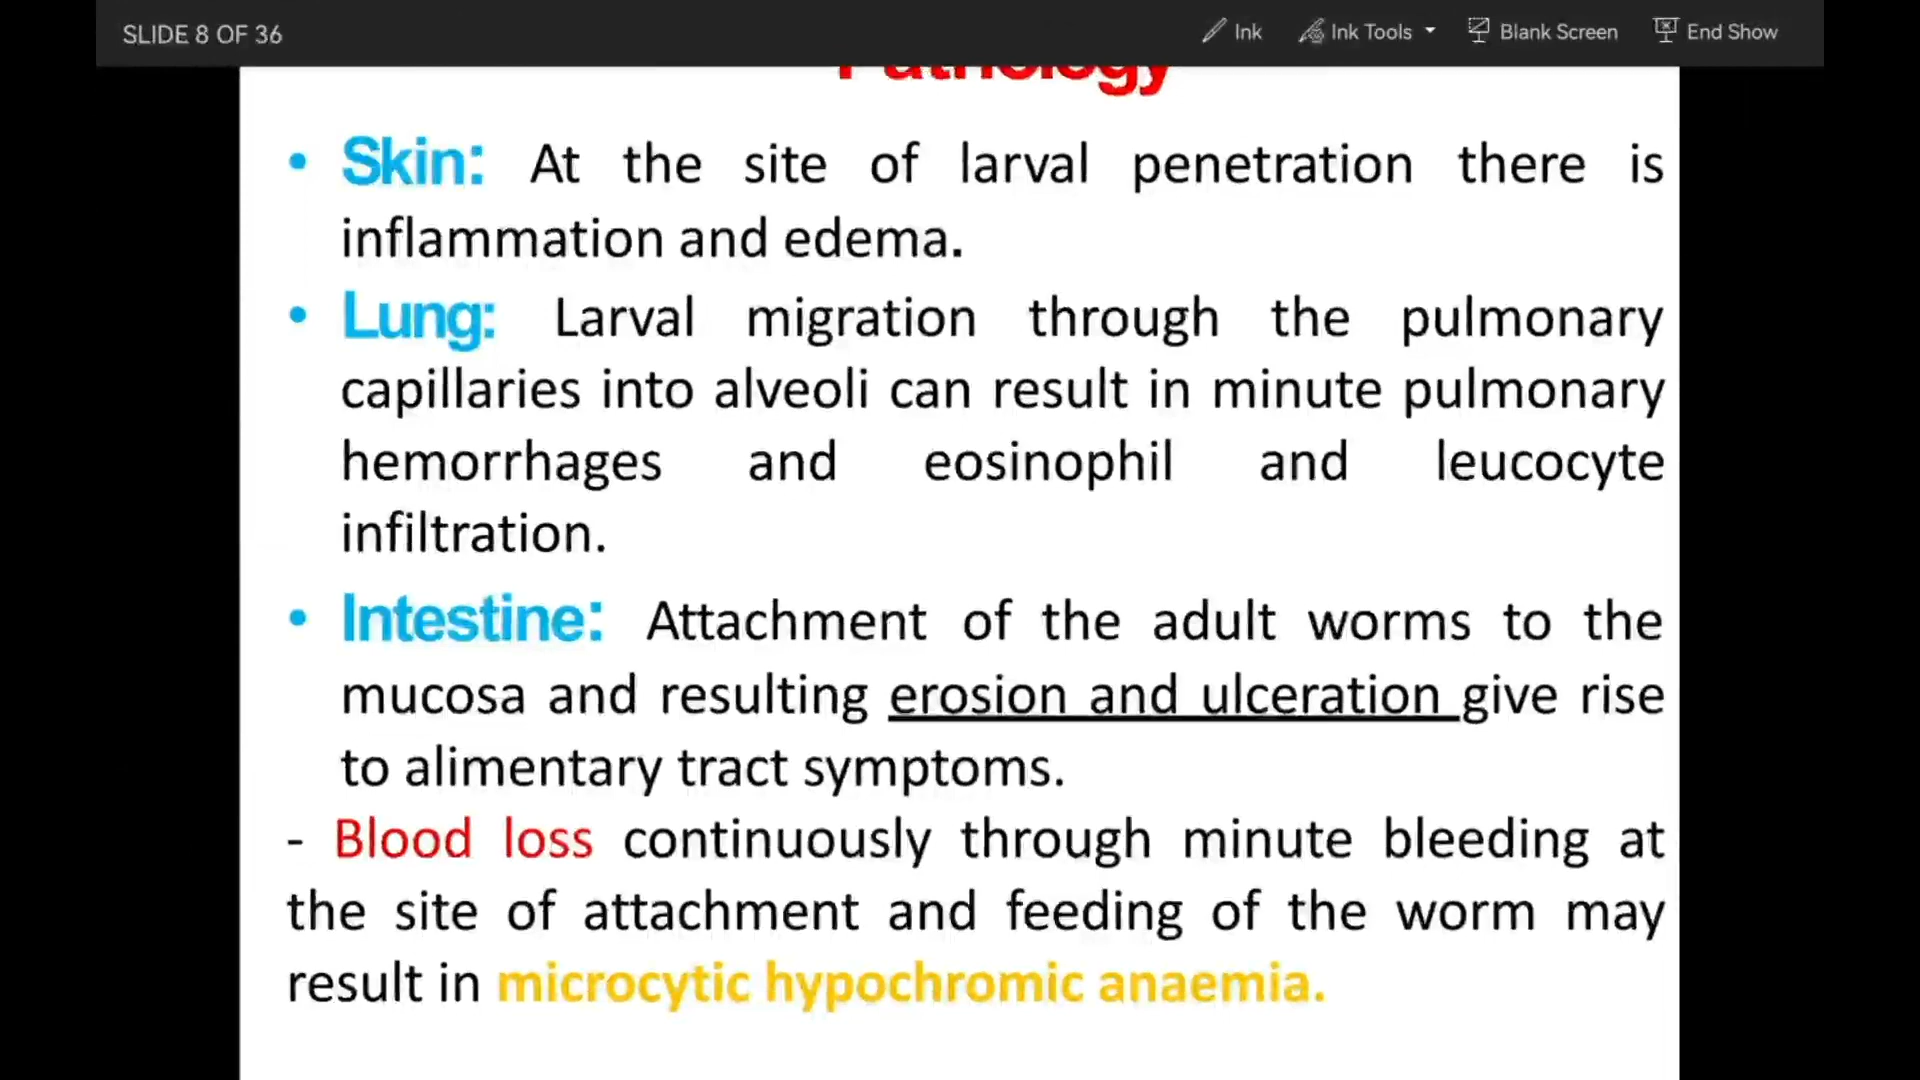 SLIDE 8 OF 36
Ink
Ink Tools
Blank Screen
End Show
Pathology
• Skin: At the site of larval penetration there is
inflammation and edema.
• Lung: Larval migration through the pulmonary
capillaries into alveoli can result in minute pulmonary
hemorrhages and eosinophil and leucocyte
infiltration.
• Intestine: Attachment of the adult worms to the
mucosa and resulting erosion and ulceration give rise
to alimentary tract symptoms.
- Blood loss continuously through minute bleeding at
the site of attachment and feeding of the worm may
result in microcytic hypochromic anaemia.